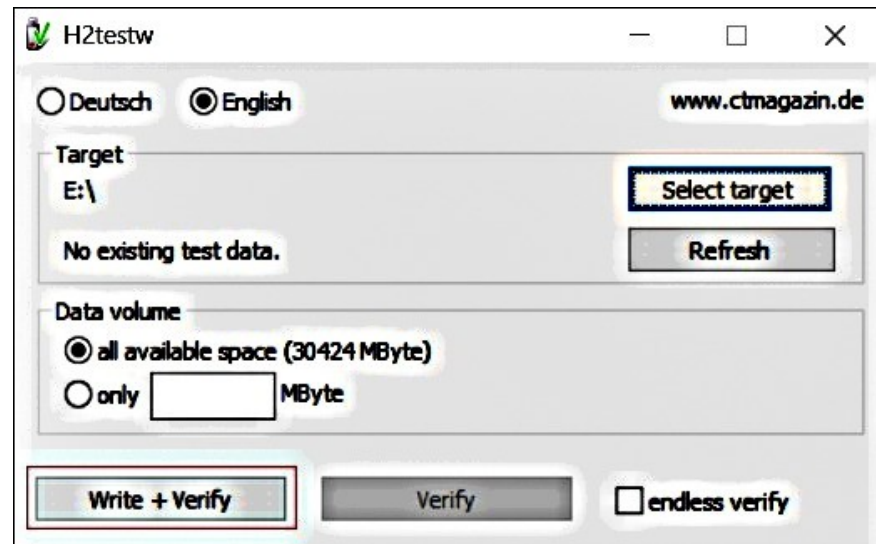 H2testw
Deutsch English www.ctmagazin.de
Target
E:\ Select target
No existing test data. Refresh
Data volume
all available space (30424 MByte)
only MByte
Write + Verify Verify endless verify